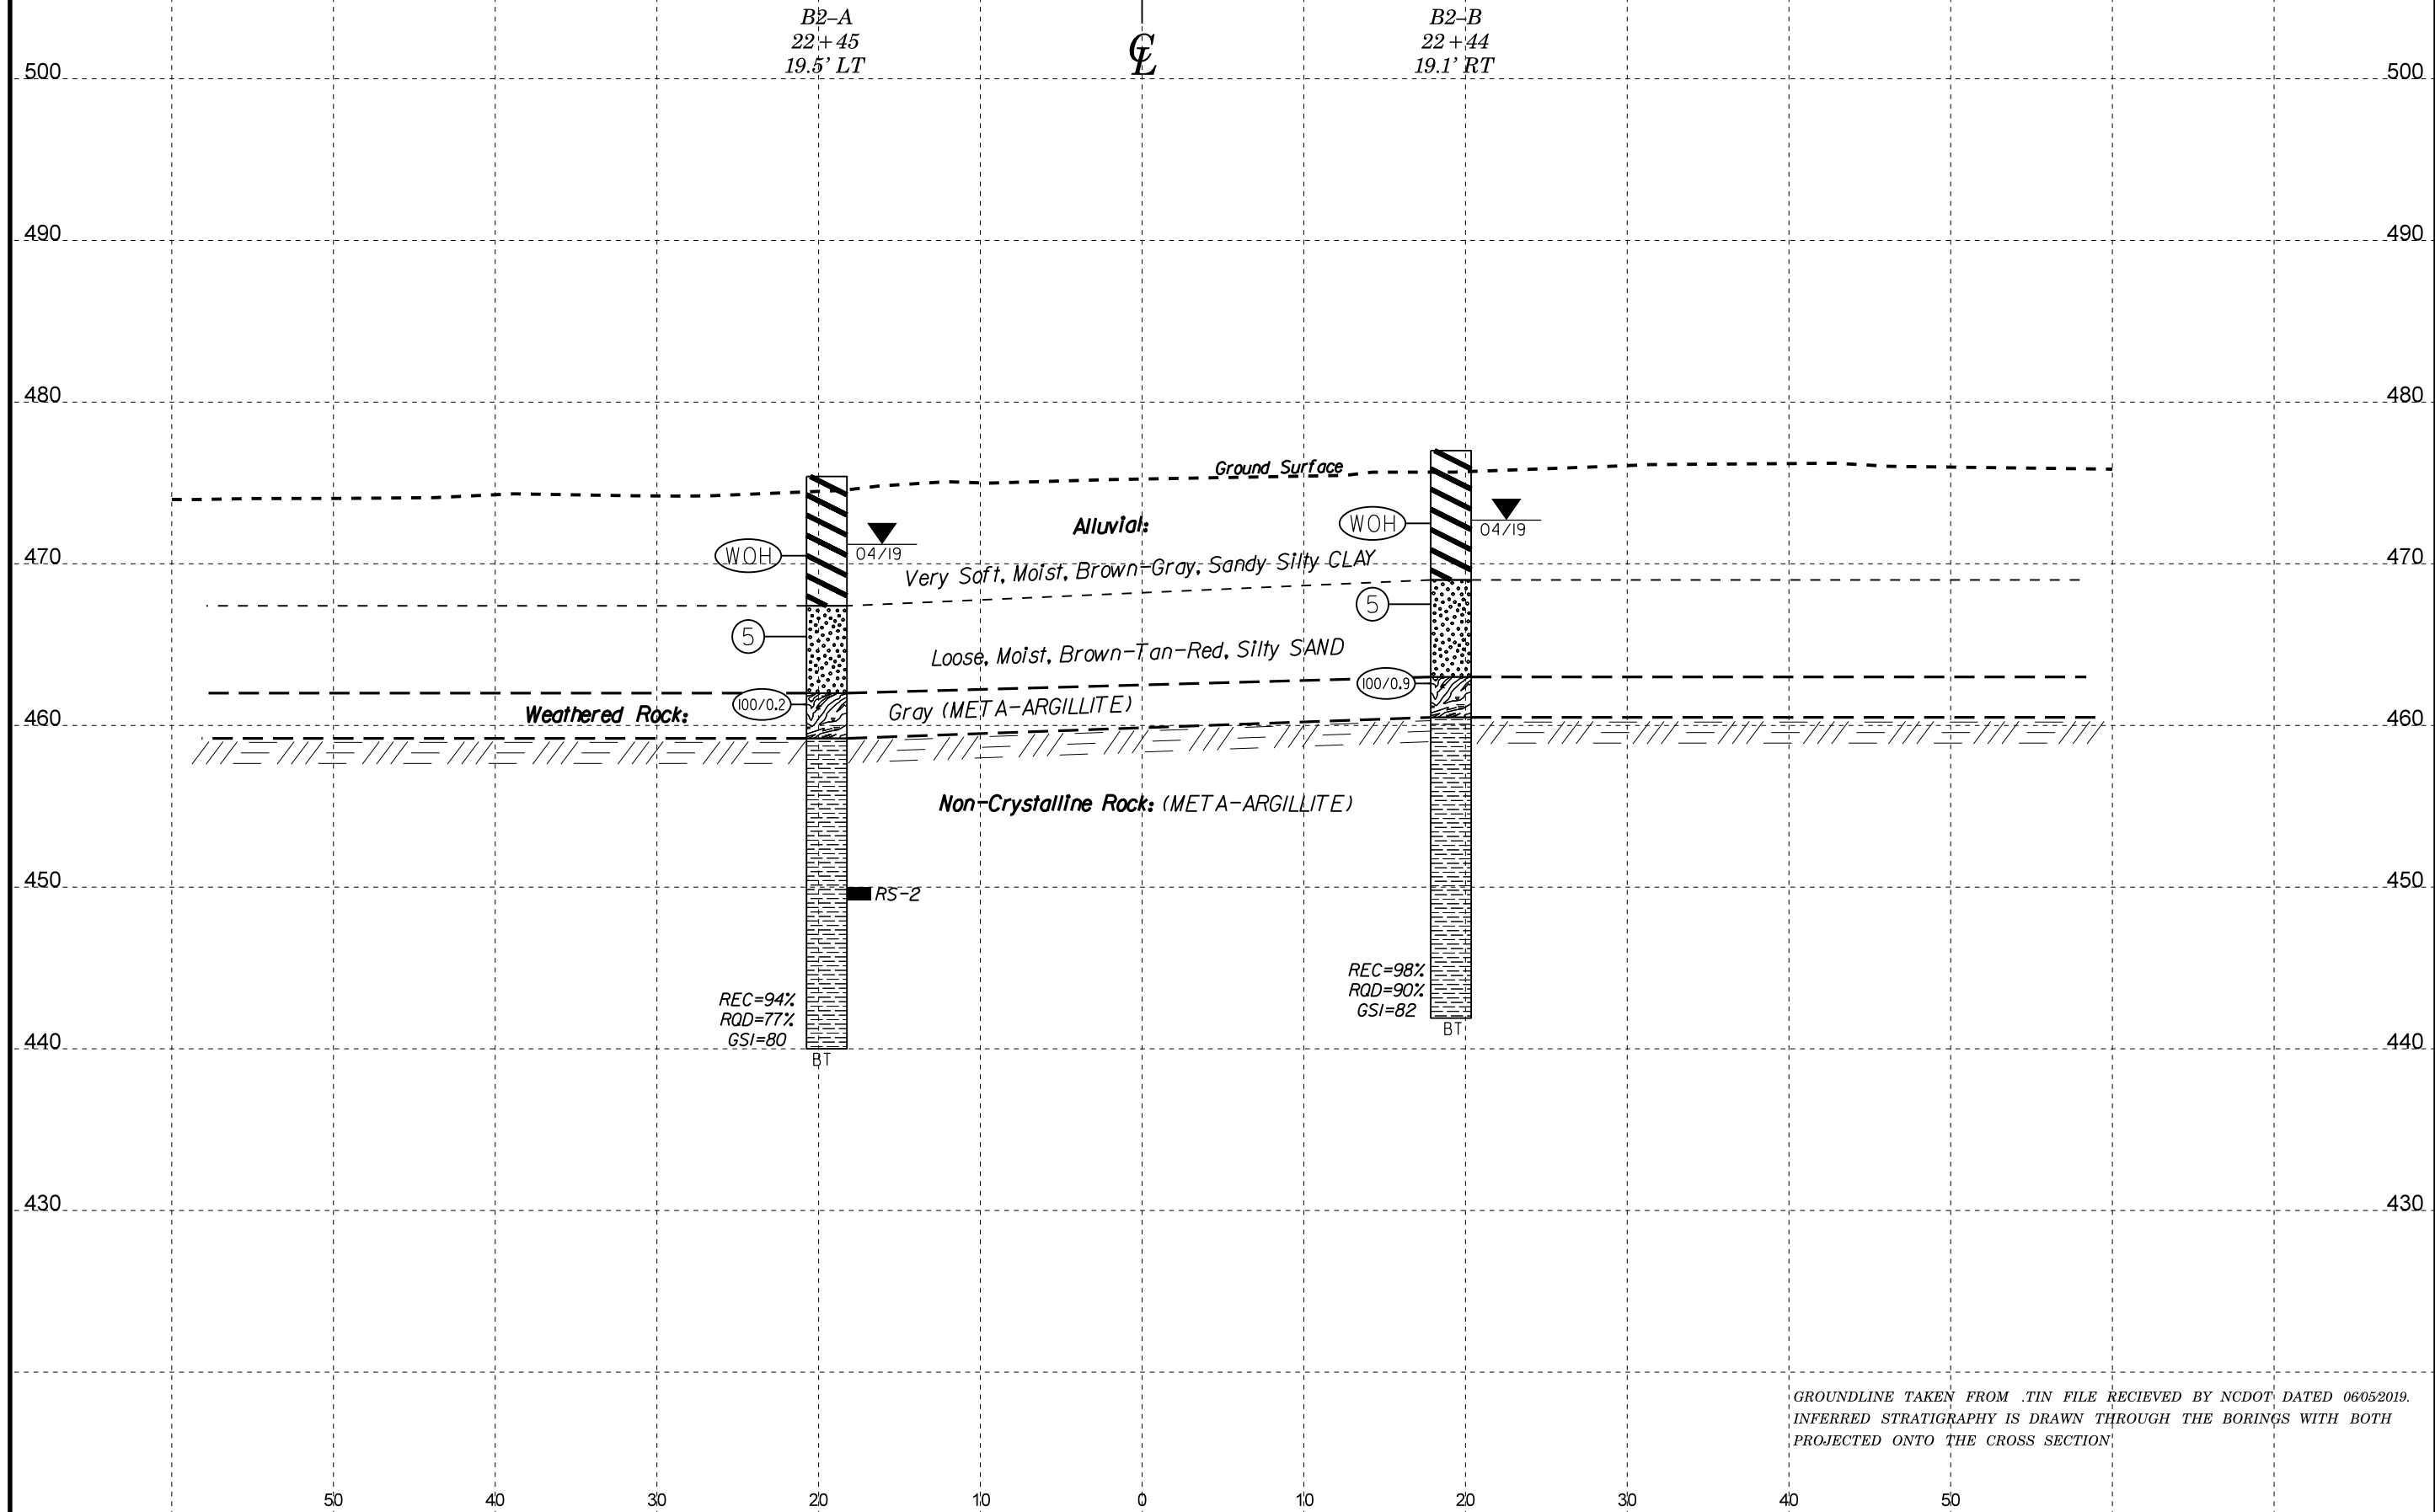 B2–A
22+45
19.5' LT
℄
B2–B
22+44
19.1' RT
500
500
490
490
480
480
Ground Surface
Alluvial:
WOH
04/19
WOH
04/19
470
470
Very Soft, Moist, Brown-Gray, Sandy Silty CLAY
5
5
Loose, Moist, Brown-Tan-Red, Silty SAND
100/0.2
100/0.9
Weathered Rock:
Gray (META-ARGILLITE)
460
460
Non-Crystalline Rock: (META-ARGILLITE)
450
450
RS-2
REC=94%
RQD=77%
GSI=80
BT
REC=98%
RQD=90%
GSI=82
BT
440
440
430
430
GROUNDLINE TAKEN FROM .TIN FILE RECIEVED BY NCDOT DATED 06/05/2019.
INFERRED STRATIGRAPHY IS DRAWN THROUGH THE BORINGS WITH BOTH
PROJECTED ONTO THE CROSS SECTION
50 40 30 20 10 0 10 20 30 40 50